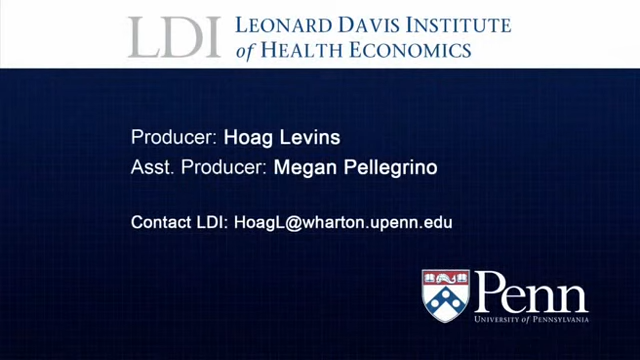 LDI LEONARD DAVIS INSTITUTE
of HEALTH ECONOMICS
Producer: Hoag Levins
Asst. Producer: Megan Pellegrino
Contact LDI: HoagL@wharton.upenn.edu
Penn
UNIVERSITY of PENNSYLVANIA